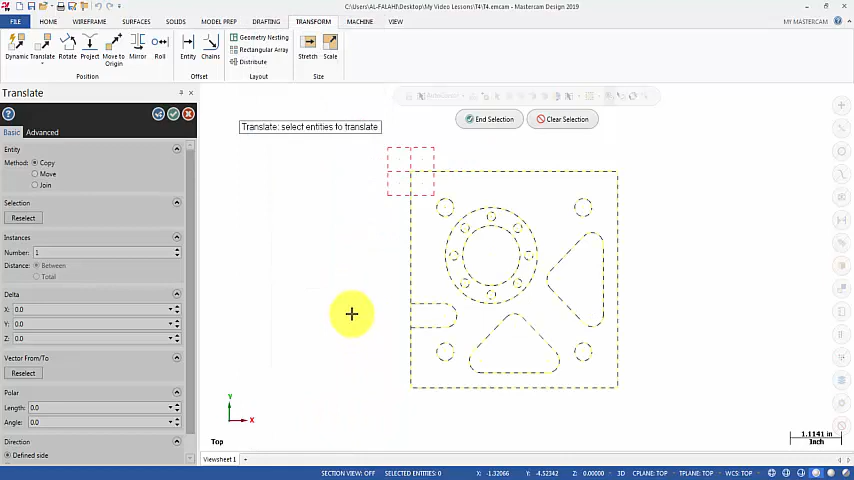 C:\Users\AL-FALAHI\Desktop\My Video Lessons\T4\T4.emcam - Mastercam Design 2019
FILE HOME WIREFRAME SURFACES SOLIDS MODEL PREP DRAFTING TRANSFORM MACHINE VIEW MY MASTERCAM
Dynamic Translate Rotate Project Move to Origin Mirror Roll Entity Chains Geometry Nesting Rectangular Array Distribute Stretch Scale
Position Offset Layout Size
Translate
Basic Advanced
Entity
Method: Copy
Move
Join
Selection
Reselect
Instances
Number: 1
Distance: Between
Total
Delta
X: 0.0
Y: 0.0
Z: 0.0
Vector From/To
Reselect
Polar
Length: 0.0
Angle: 0.0
Direction
Defined side
Translate: select entities to translate
End Selection Clear Selection
Y
X
Top
1.1141 in
Inch
Viewsheet 1
SECTION VIEW: OFF SELECTED ENTITIES: 0 X: -1.32066 Y: -4.52342 Z: 0.00000 3D CPLANE: TOP TPLANE: TOP WCS: TOP